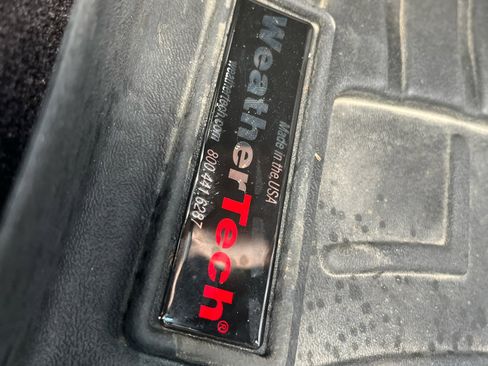 Made in the USA
WeatherTech®
weathertech.com 800.441.6287